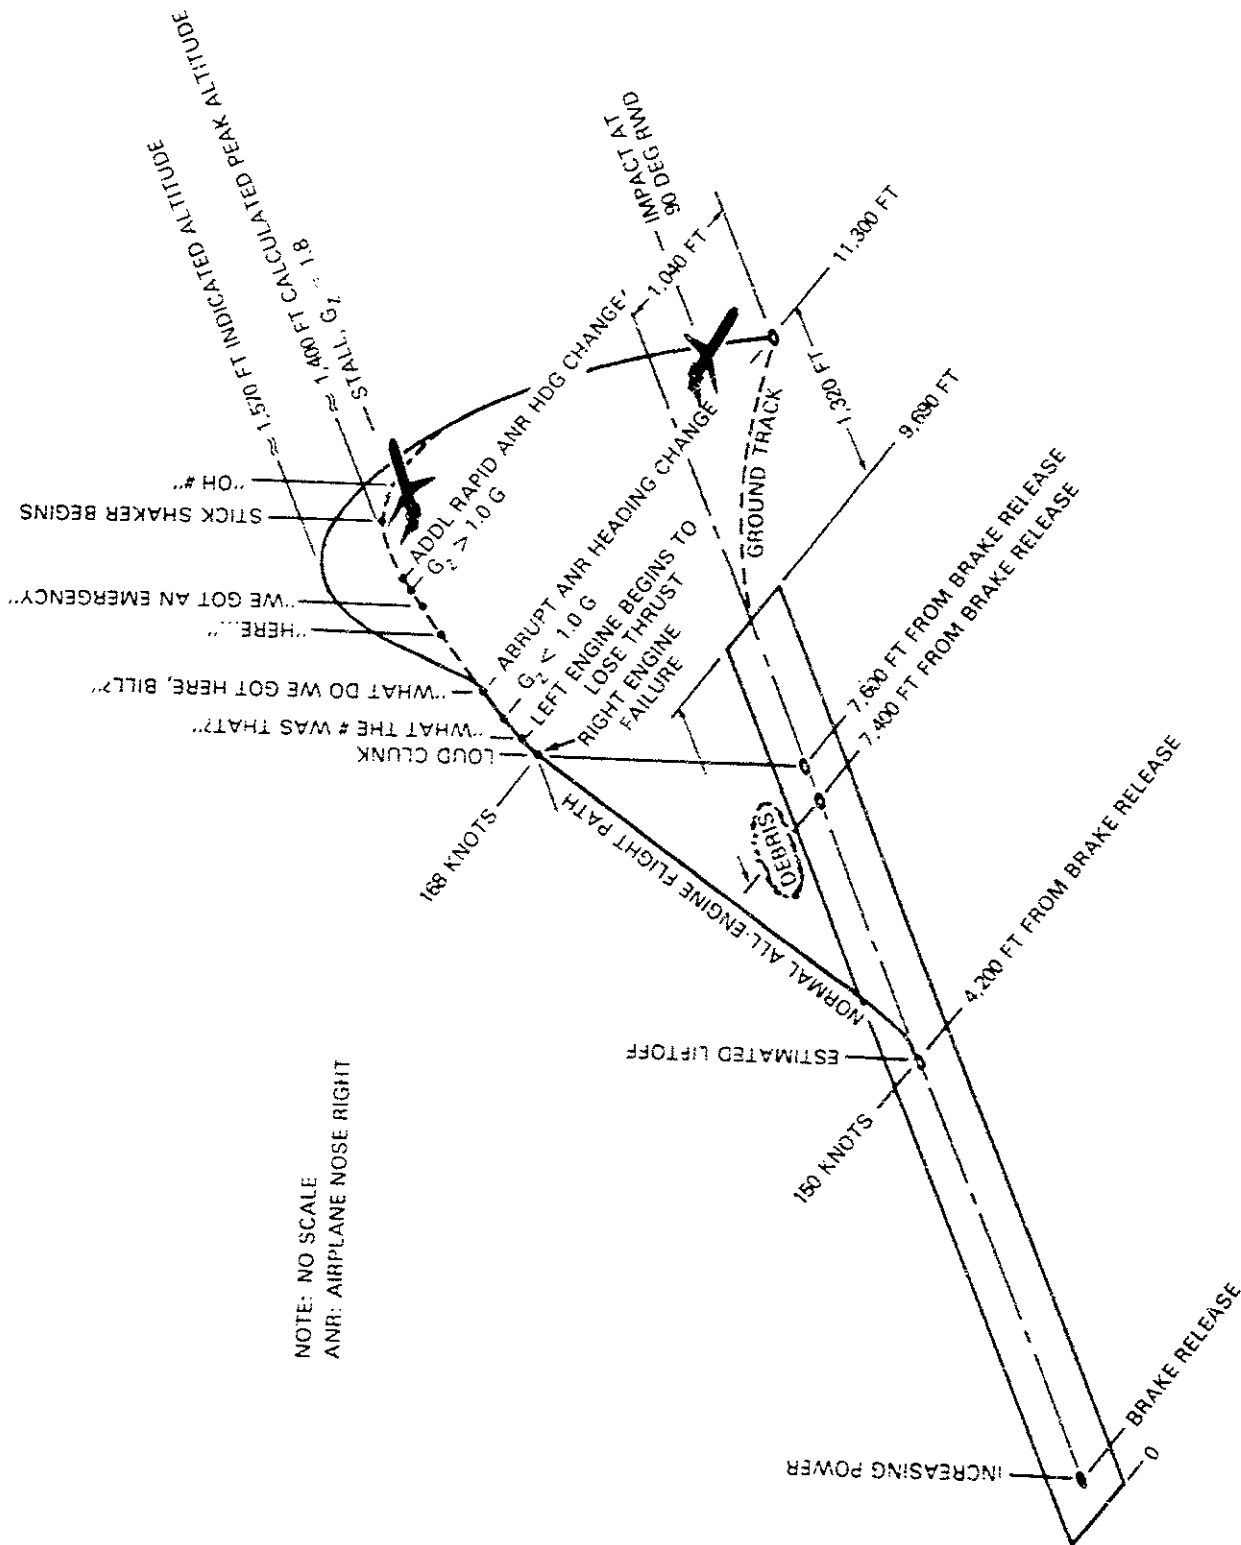 ≈ 1,570 FT INDICATED ALTITUDE
≈ 1,400 FT CALCULATED PEAK ALTITUDE
STALL, G₁ = 1.8
"OH #"
STICK SHAKER BEGINS
"WE GOT AN EMERGENCY"
"HERE..."
"WHAT DO WE GOT HERE, BILL?"
"WHAT THE # WAS THAT?"
LOUD CLUNK
168 KNOTS
ADDL RAPID ANR HDG CHANGE
G₂ > 1.0 G
ABRUPT ANR HEADING CHANGE
G₂ < 1.0 G
LEFT ENGINE BEGINS TO
LOSE THRUST
RIGHT ENGINE
FAILURE
IMPACT AT
90 DEG RWD
1,040 FT
11,300 FT
1,320 FT
9,690 FT
GROUND TRACK
7,600 FT FROM BRAKE RELEASE
7,400 FT FROM BRAKE RELEASE
DEBRIS
NORMAL ALL-ENGINE FLIGHT PATH
4,200 FT FROM BRAKE RELEASE
ESTIMATED LIFTOFF
150 KNOTS
NOTE: NO SCALE
ANR: AIRPLANE NOSE RIGHT
INCREASING POWER
BRAKE RELEASE
0